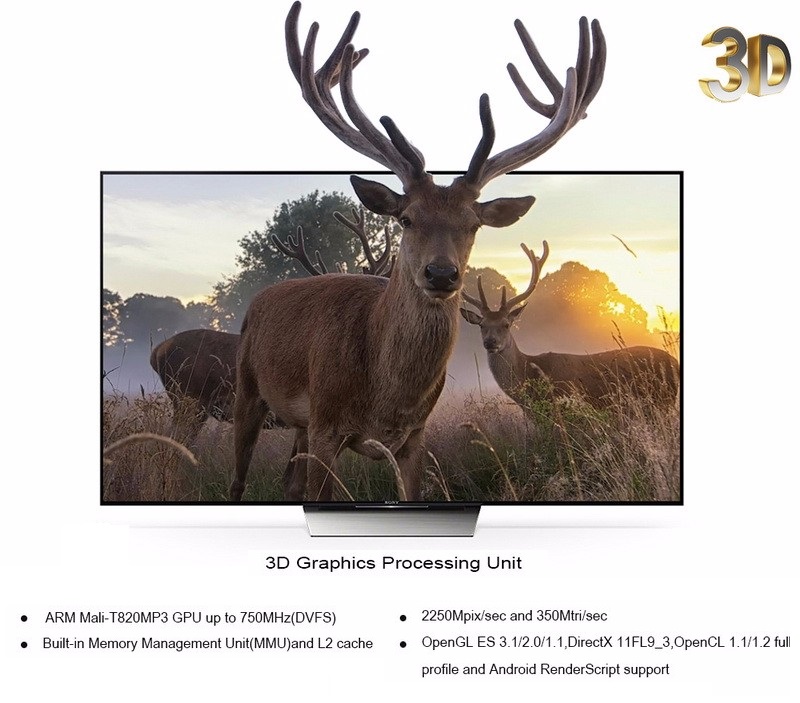 3D
SONY
3D Graphics Processing Unit
● ARM Mali-T820MP3 GPU up to 750MHz(DVFS)
● Built-in Memory Management Unit(MMU)and L2 cache
● 2250Mpix/sec and 350Mtri/sec
● OpenGL ES 3.1/2.0/1.1,DirectX 11FL9_3,OpenCL 1.1/1.2 full
profile and Android RenderScript support